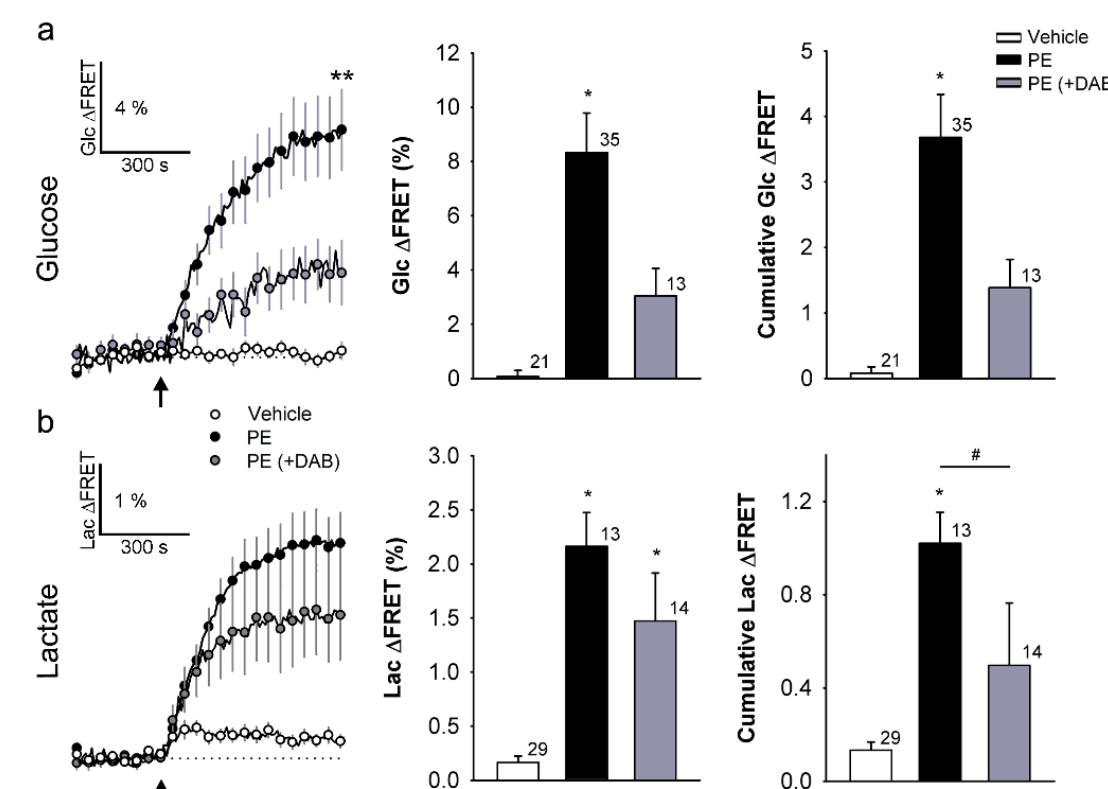 a
Glucose
Glc ΔFRET
4 %
300 s
**
Glc ΔFRET (%)
12
10
8
6
4
2
0
21
*
35
13
Cumulative Glc ΔFRET
5
4
3
2
1
0
21
*
35
13
Vehicle
PE
PE (+DAB
b
Lactate
Lac ΔFRET
1 %
300 s
Vehicle
PE
PE (+DAB)
Lac ΔFRET (%)
3.0
2.5
2.0
1.5
1.0
0.5
0.0
29
*
13
*
14
Cumulative Lac ΔFRET
1.2
0.8
0.4
0.0
29
*
13
#
14